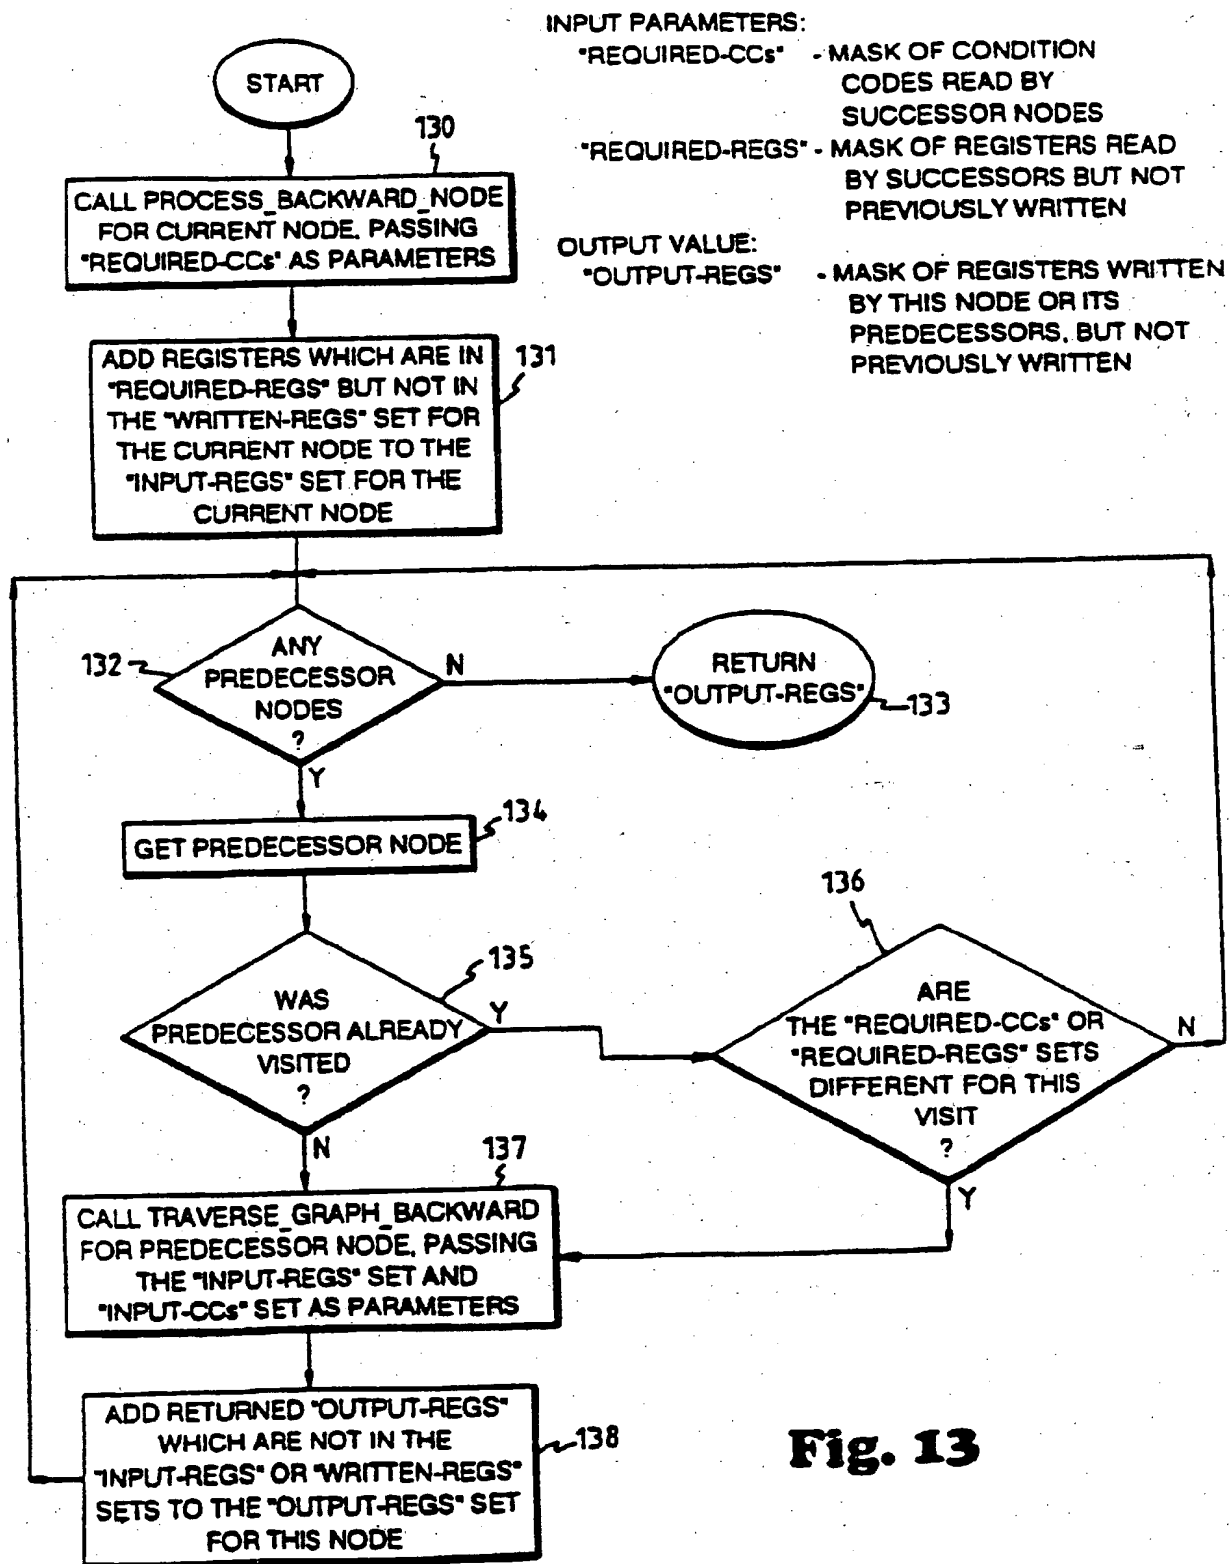 INPUT PARAMETERS:
"REQUIRED-CCs" - MASK OF CONDITION
CODES READ BY
SUCCESSOR NODES
"REQUIRED-REGS" - MASK OF REGISTERS READ
BY SUCCESSORS BUT NOT
PREVIOUSLY WRITTEN
OUTPUT VALUE:
"OUTPUT-REGS" - MASK OF REGISTERS WRITTEN
BY THIS NODE OR ITS
PREDECESSORS, BUT NOT
PREVIOUSLY WRITTEN
START
130
CALL PROCESS_BACKWARD_NODE
FOR CURRENT NODE, PASSING
"REQUIRED-CCs" AS PARAMETERS
131
ADD REGISTERS WHICH ARE IN
"REQUIRED-REGS" BUT NOT IN
THE "WRITTEN-REGS" SET FOR
THE CURRENT NODE TO THE
"INPUT-REGS" SET FOR THE
CURRENT NODE
132
ANY
PREDECESSOR
NODES
?
N
Y
RETURN
"OUTPUT-REGS"
133
134
GET PREDECESSOR NODE
135
WAS
PREDECESSOR ALREADY
VISITED
?
Y
N
136
ARE
THE "REQUIRED-CCs" OR
"REQUIRED-REGS" SETS
DIFFERENT FOR THIS
VISIT
?
N
Y
137
CALL TRAVERSE_GRAPH_BACKWARD
FOR PREDECESSOR NODE, PASSING
THE "INPUT-REGS" SET AND
"INPUT-CCs" SET AS PARAMETERS
138
ADD RETURNED "OUTPUT-REGS"
WHICH ARE NOT IN THE
"INPUT-REGS" OR "WRITTEN-REGS"
SETS TO THE "OUTPUT-REGS" SET
FOR THIS NODE
Fig. 13